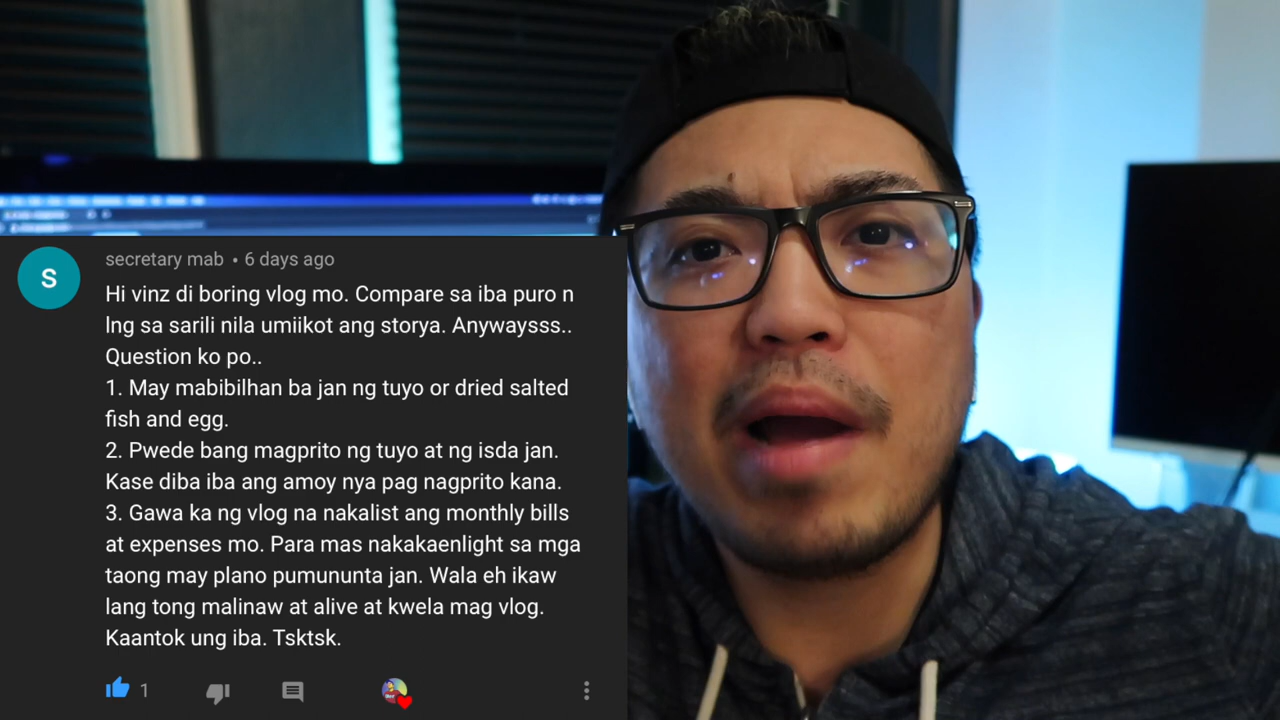 S
secretary mab • 6 days ago
Hi vinz di boring vlog mo. Compare sa iba puro n
lng sa sarili nila umiikot ang storya. Anywaysss..
Question ko po..
1. May mabibilhan ba jan ng tuyo or dried salted
fish and egg.
2. Pwede bang magprito ng tuyo at ng isda jan.
Kase diba iba ang amoy nya pag nagprito kana.
3. Gawa ka ng vlog na nakalist ang monthly bills
at expenses mo. Para mas nakakaenlight sa mga
taong may plano pumununta jan. Wala eh ikaw
lang tong malinaw at alive at kwela mag vlog.
Kaantok ung iba. Tsktsk.
1